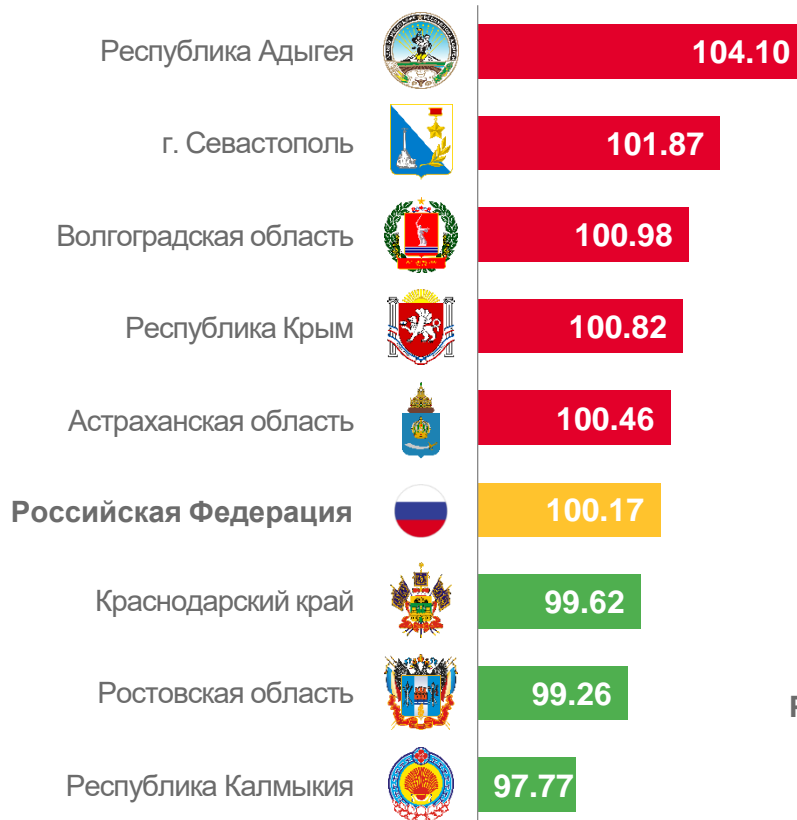 Республика Адыгея 104.10
г. Севастополь 101.87
Волгоградская область 100.98
Республика Крым 100.82
Астраханская область 100.46
Российская Федерация 100.17
Краснодарский край 99.62
Ростовская область 99.26
Республика Калмыкия 97.77